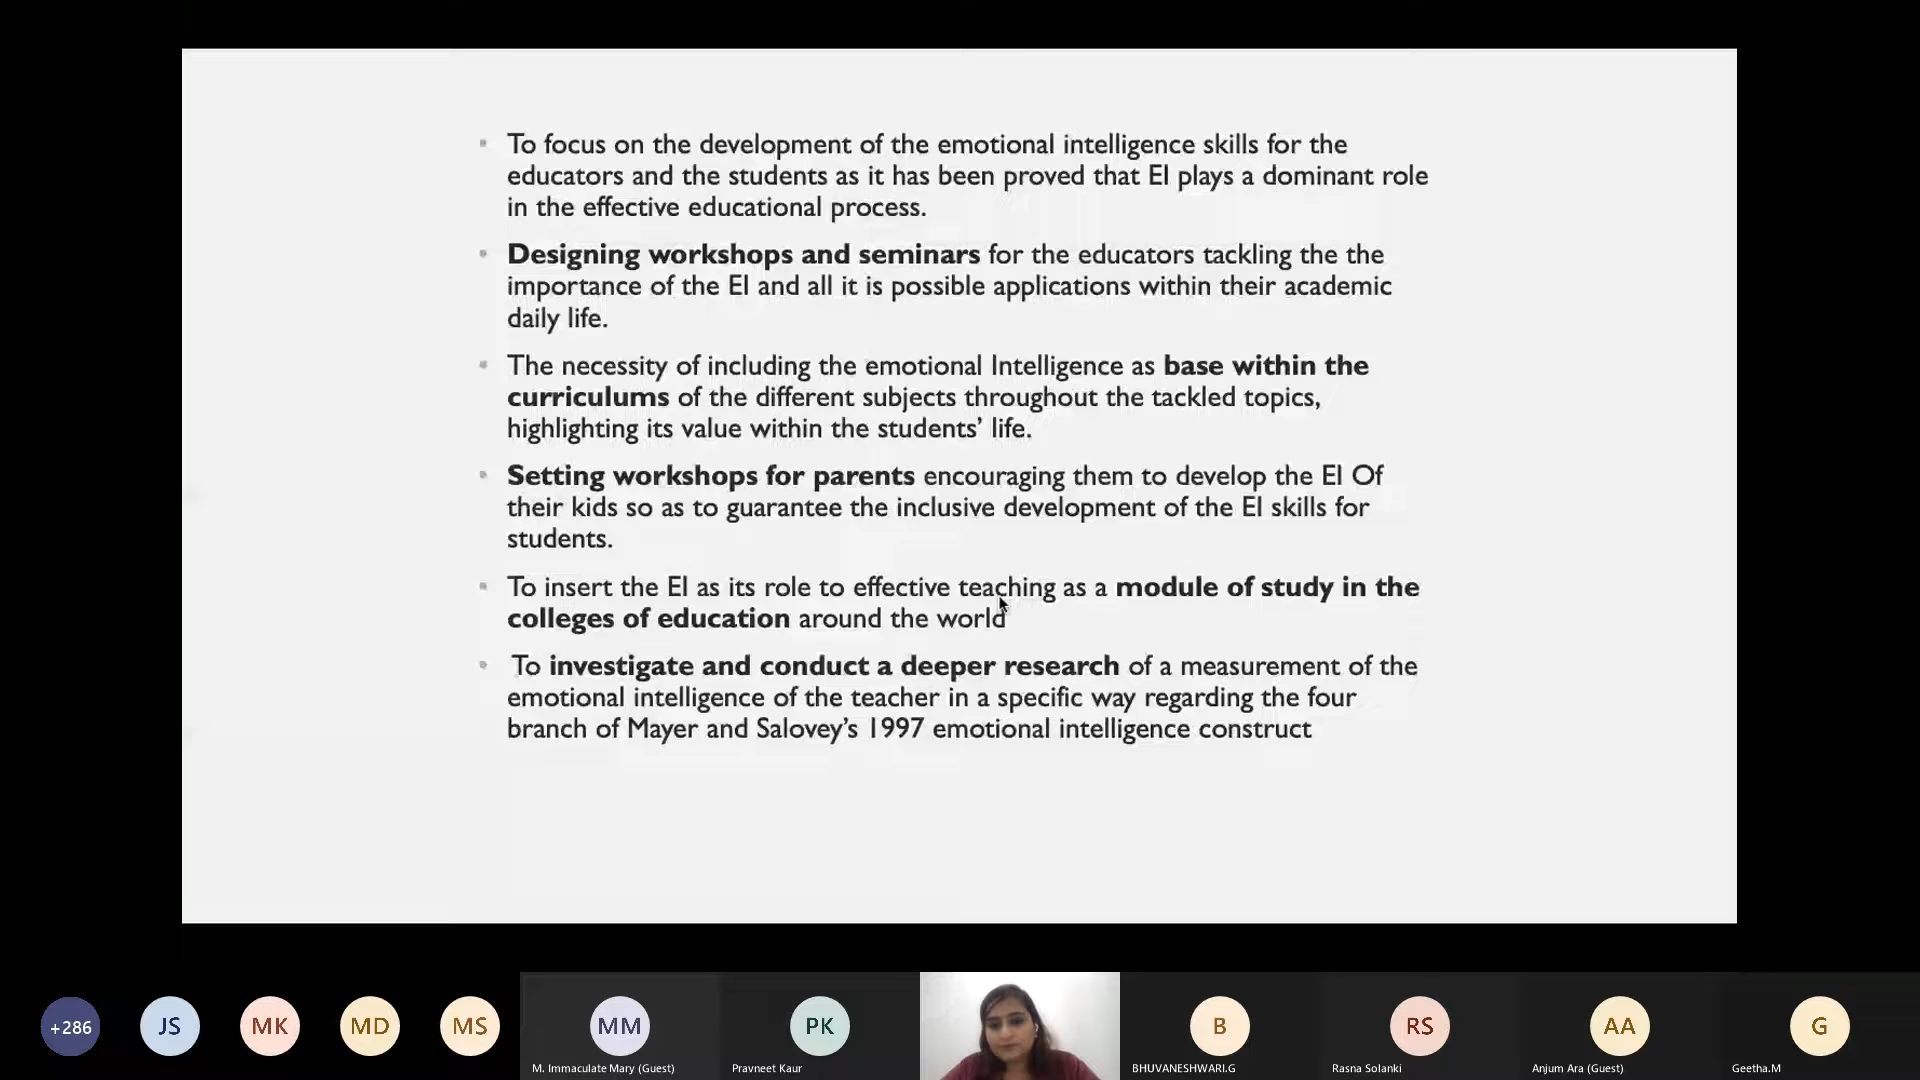 To focus on the development of the emotional intelligence skills for the
educators and the students as it has been proved that EI plays a dominant role
in the effective educational process.
Designing workshops and seminars for the educators tackling the the
importance of the EI and all it is possible applications within their academic
daily life.
The necessity of including the emotional Intelligence as base within the
curriculums of the different subjects throughout the tackled topics,
highlighting its value within the students’ life.
Setting workshops for parents encouraging them to develop the EI Of
their kids so as to guarantee the inclusive development of the EI skills for
students.
To insert the EI as its role to effective teaching as a module of study in the
colleges of education around the world
To investigate and conduct a deeper research of a measurement of the
emotional intelligence of the teacher in a specific way regarding the four
branch of Mayer and Salovey’s 1997 emotional intelligence construct
+286 JS MK MD MS MM PK B RS AA G
M. Immaculate Mary (Guest) Pravneet Kaur BHUVANESHWARI.G Rasna Solanki Anjum Ara (Guest) Geetha.M